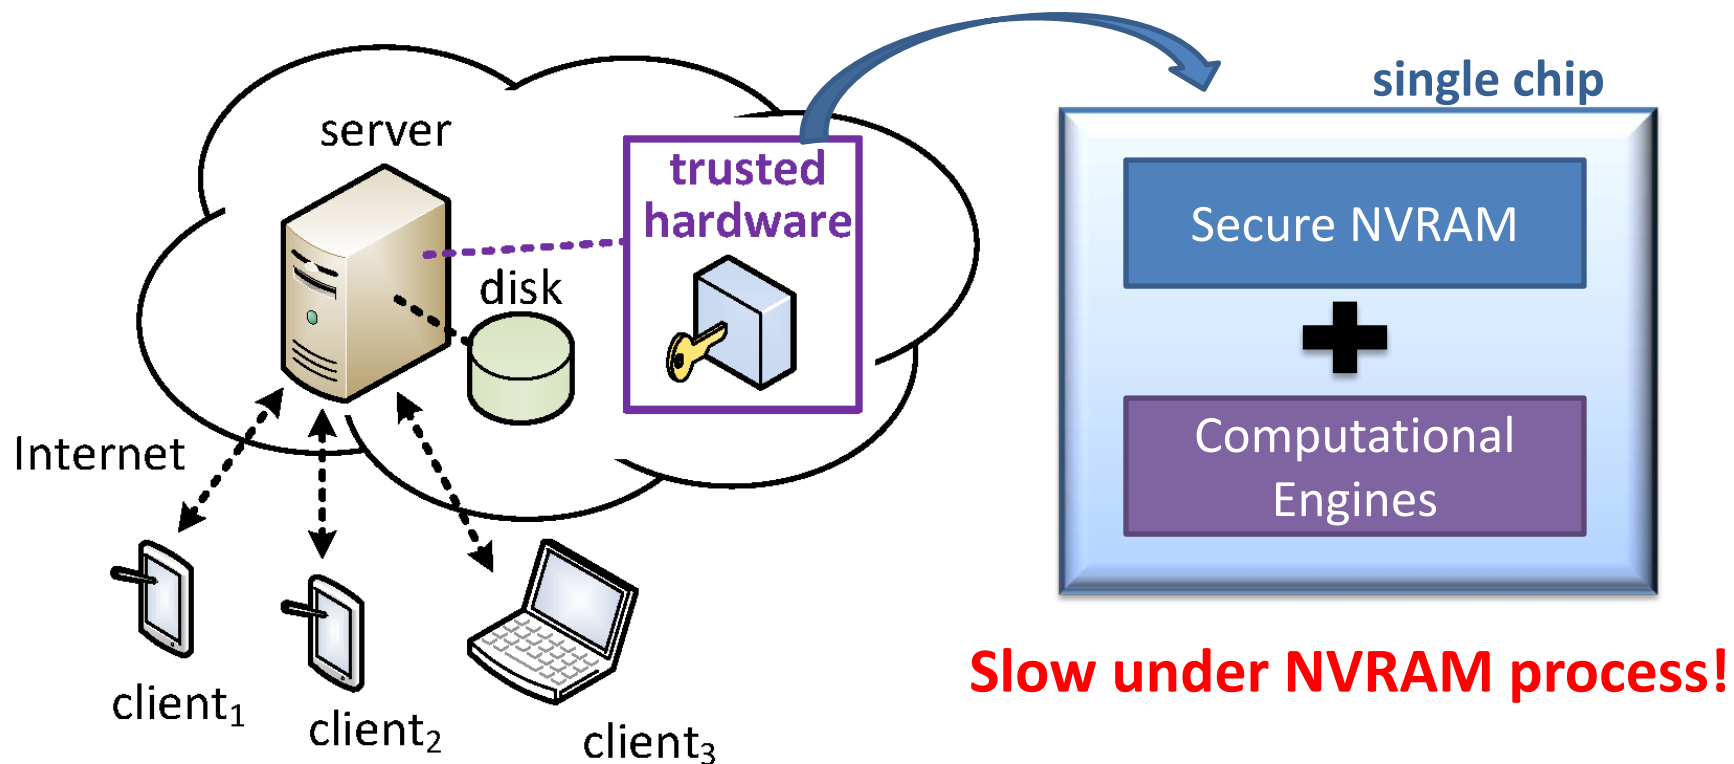 single chip
server
trusted
hardware
Secure NVRAM
disk
Computational
Engines
Internet
Slow under NVRAM process!
client₁
client₂
client₃